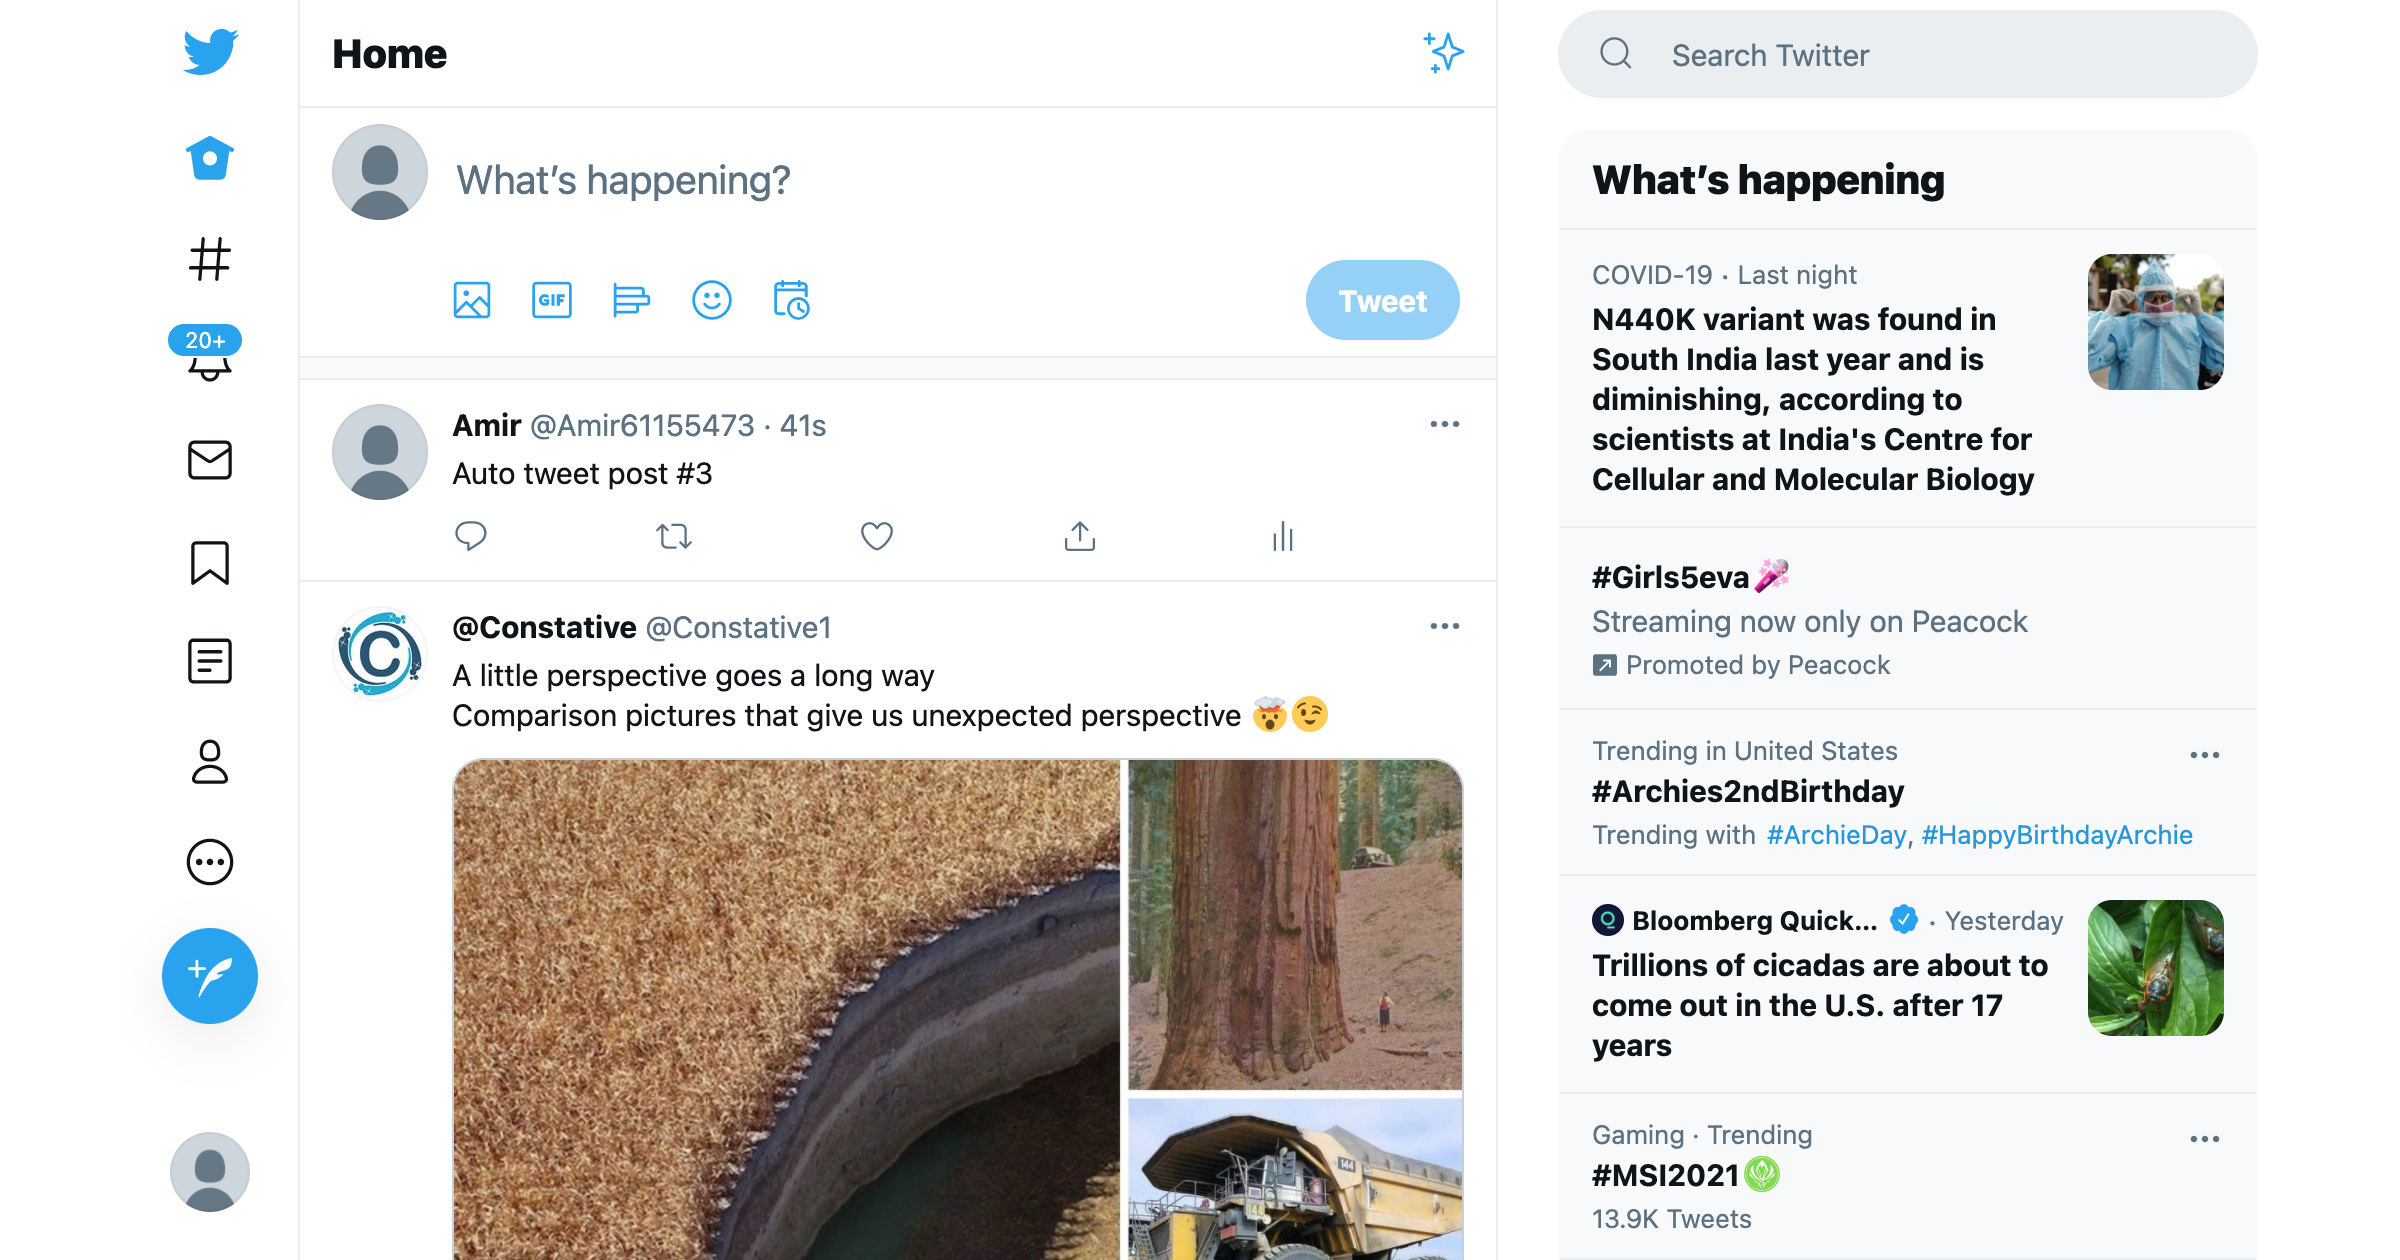 Home
What's happening?
GIF
Tweet
20+
Amir @Amir61155473 · 41s
Auto tweet post #3
@Constative @Constative1
A little perspective goes a long way
Comparison pictures that give us unexpected perspective 🤯😉
C
144
Search Twitter
What's happening
COVID-19 · Last night
N440K variant was found in
South India last year and is
diminishing, according to
scientists at India's Centre for
Cellular and Molecular Biology
#Girls5eva🎤
Streaming now only on Peacock
Promoted by Peacock
Trending in United States
#Archies2ndBirthday
Trending with #ArchieDay, #HappyBirthdayArchie
Bloomberg Quick... · Yesterday
Trillions of cicadas are about to
come out in the U.S. after 17
years
Gaming · Trending
#MSI2021
13.9K Tweets